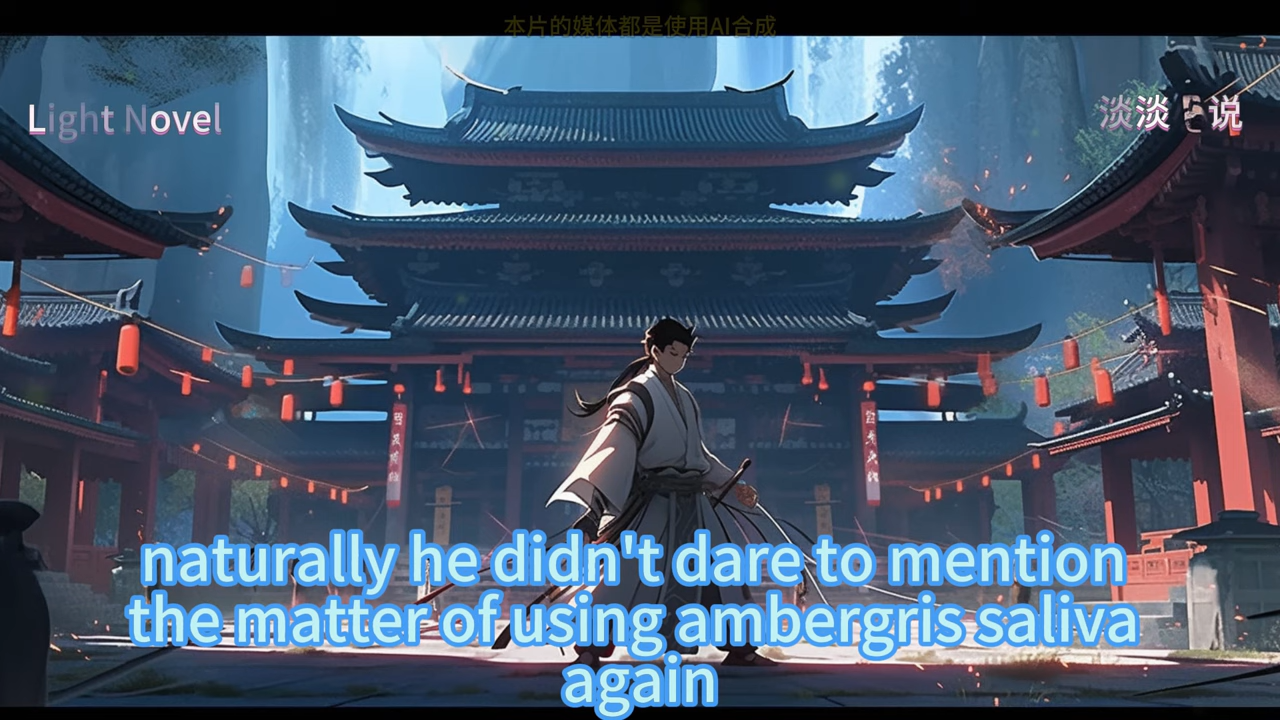 本片的媒体都是使用AI合成
Light Novel
淡淡 说
naturally he didn't dare to mention
the matter of using ambergris saliva
again